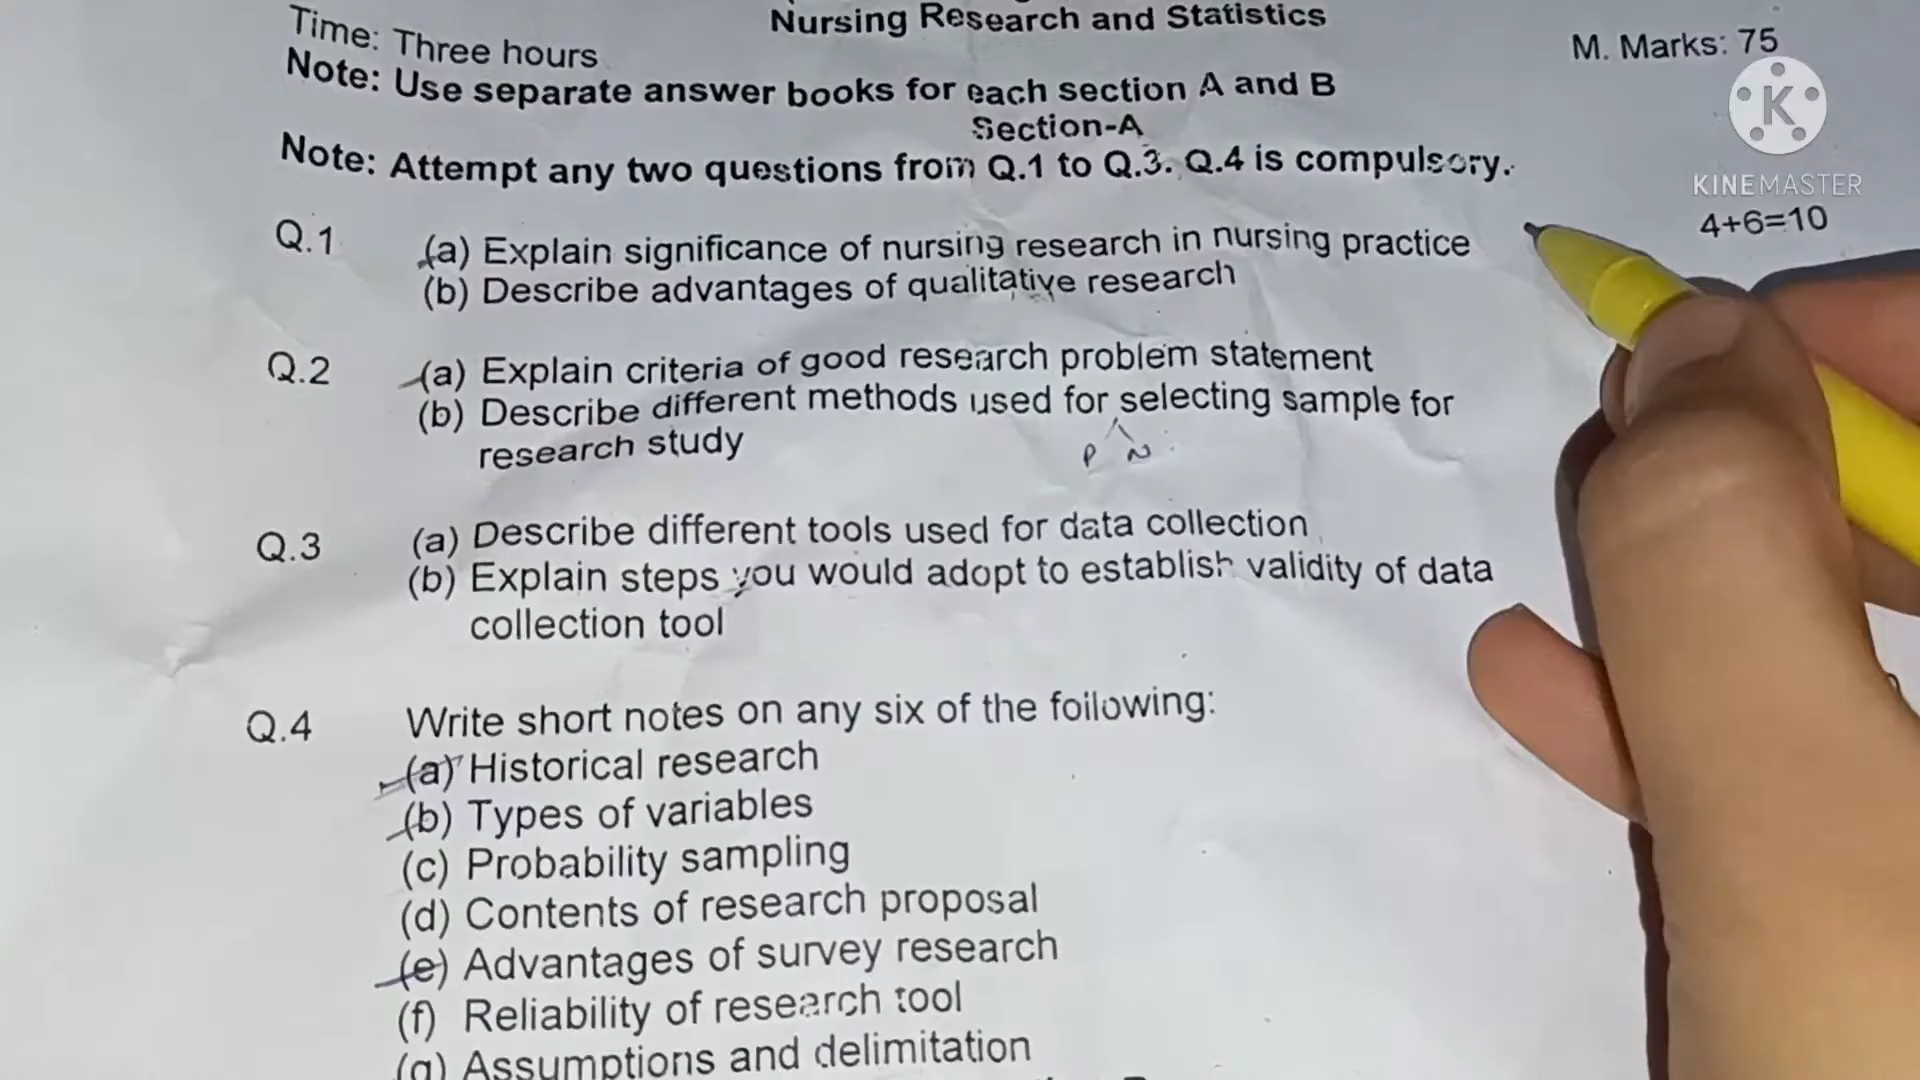 Nursing Research and Statistics
Time: Three hours
M. Marks: 75
Note: Use separate answer books for each section A and B
Section-A
Note: Attempt any two questions from Q.1 to Q.3. Q.4 is compulsory.
K
KINEMASTER
4+6=10
Q.1 (a) Explain significance of nursing research in nursing practice
(b) Describe advantages of qualitative research
Q.2 (a) Explain criteria of good research problem statement
(b) Describe different methods used for selecting sample for
research study
P N
Q.3 (a) Describe different tools used for data collection
(b) Explain steps you would adopt to establish validity of data
collection tool
Q.4 Write short notes on any six of the following:
(a) Historical research
(b) Types of variables
(c) Probability sampling
(d) Contents of research proposal
(e) Advantages of survey research
(f) Reliability of research tool
(g) Assumptions and delimitation